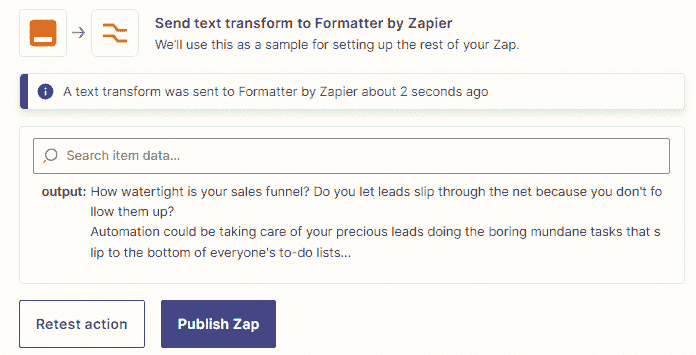 Send text transform to Formatter by Zapier
We'll use this as a sample for setting up the rest of your Zap.
A text transform was sent to Formatter by Zapier about 2 seconds ago
Search item data...
output: How watertight is your sales funnel? Do you let leads slip through the net because you don't fo
llow them up?
Automation could be taking care of your precious leads doing the boring mundane tasks that s
lip to the bottom of everyone's to-do lists...
Retest action
Publish Zap